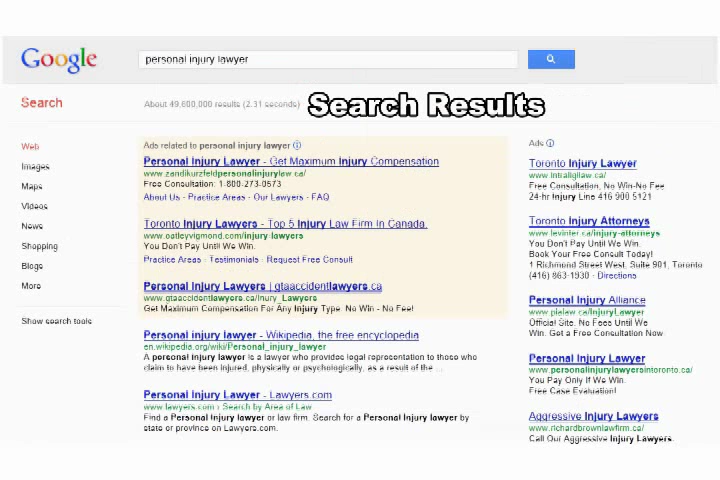 Google
personal injury lawyer
Search
About 49,600,000 results (2.31 seconds)
Search Results
Web
Images
Maps
Videos
News
Shopping
Blogs
More
Show search tools
Ads related to personal injury lawyer
Personal Injury Lawyer - Get Maximum Injury Compensation
www.zandikurzfeldpersonalinjurylaw.ca/
Free Consultation: 1-800-273-0573
About Us - Practice Areas - Our Lawyers - FAQ
Toronto Injury Lawyers - Top 5 Injury Law Firm In Canada.
www.oatleyvigmond.com/injury-lawyers
You Don't Pay Until We Win.
Practice Areas - Testimonials - Request Free Consult
Personal Injury Lawyers | gtaaccidentlawyers.ca
www.gtaaccidentlawyers.ca/Inury_Lawyers
Get Maximum Compensation For Any Injury Type. No Win - No Fee!
Personal injury lawyer - Wikipedia, the free encyclopedia
en.wikipedia.org/wiki/Personal_injury_lawyer
A personal injury lawyer is a lawyer who provides legal representation to those who
claim to have been injured, physically or psychologically, as a result of the ...
Personal Injury Lawyers - Lawyers.com
www.lawyers.com › Search by Area of Law
Find a Personal Injury lawyer or law firm. Search for a Personal Injury lawyer by
state or province on Lawyers.com.
Ads
Toronto Injury Lawyer
Free Consultation, No Win-No Fee
24-hr Injury Line 416 900 5121
Toronto Injury Attorneys
www.levinter.ca/injury-attorneys
You Don't Pay Until We Win.
Book Your Free Consult Today!
1 Richmond Street West, Suite 901, Toronto
(416) 863-1930 - Directions
Personal Injury Alliance
www.pialaw.ca/InjuryLawyer
Official Site. No Fees Until We
Win. Get a Free Consultation Now
Personal Injury Lawyer
www.personalinjurylawyersintoronto.ca/
You Pay Only If We Win.
Free Case Evaluation!
Aggressive Injury Lawyers
www.richardbrownlawfirm.ca/
Call Our Aggressive Injury Lawyers.